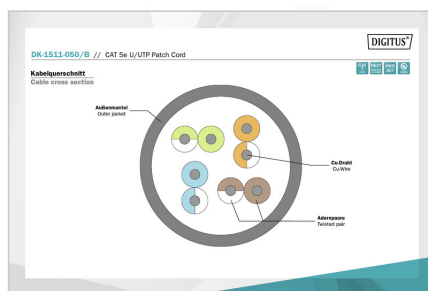 DIGITUS®
DK-1511-050/B // CAT 5e U/UTP Patch Cord
Kabelquerschnitt
Cable cross section
Außenmantel
Outer jacket
Cu-Draht
Cu-Wire
Adernpaare
Twisted pair